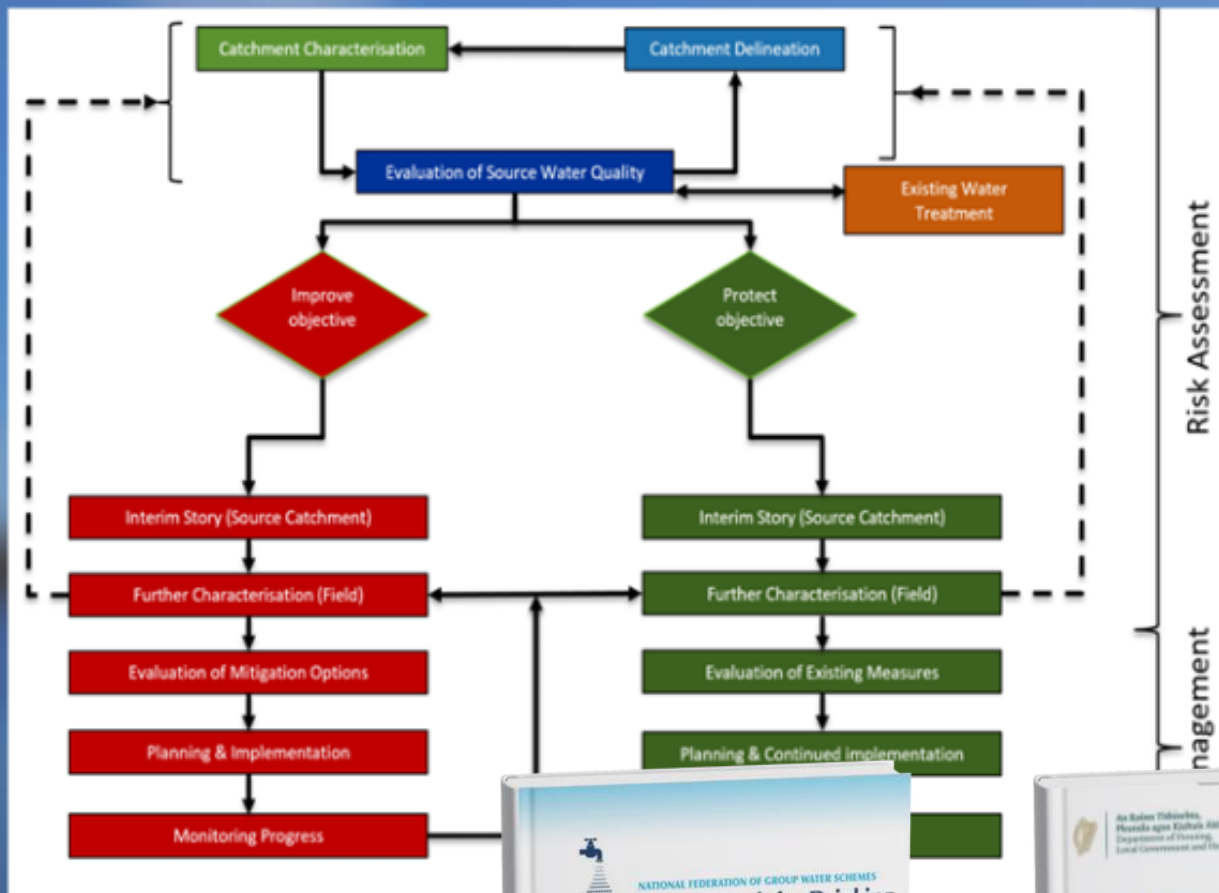 Catchment Characterisation
Catchment Delineation
Evaluation of Source Water Quality
Existing Water
Treatment
Improve
objective
Protect
objective
Risk Assessment
Interim Story (Source Catchment)
Interim Story (Source Catchment)
Further Characterisation (Field)
Further Characterisation (Field)
Evaluation of Mitigation Options
Evaluation of Existing Measures
Planning & Implementation
Planning & Continued implementation
Monitoring Progress
NATIONAL FEDERATION OF GROUP WATER SCHEMES
An Roinn Tithíochta,
Department of Housing,
Local Government and